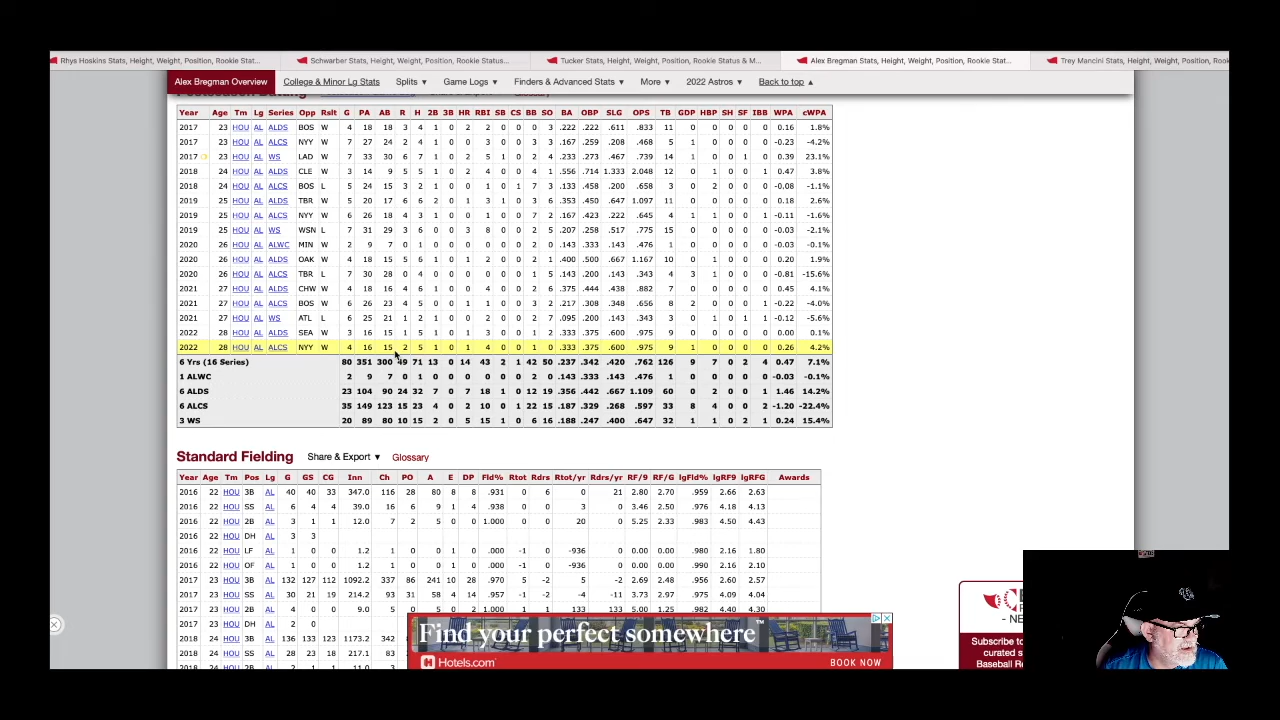 Rhys Hoskins Stats, Height, Weight, Position, Rookie Stat... Schwarber Stats, Height, Weight, Position, Rookie Status... Tucker Stats, Height, Weight, Position, Rookie Status & M... Alex Bregman Stats, Height, Weight, Position, Rookie Stat... Trey Mancini Stats, Height, Weight, Position, Rook
Alex Bregman Overview College & Minor Lg Stats Splits ▼ Game Logs ▼ Finders & Advanced Stats ▼ More ▼ 2022 Astros ▼ Back to top ▲
Year Age Tm Lg Series Opp Rslt G PA AB R H 2B 3B HR RBI SB CS BB SO BA OBP SLG OPS TB GDP HBP SH SF IBB WPA cWPA
2017 23 HOU AL ALDS BOS W 4 18 18 3 4 1 0 2 2 0 0 0 0 .222 .222 .611 .833 11 0 0 0 0 0 0.16 1.8%
2017 23 HOU AL ALCS NYY W 7 27 24 2 4 1 0 0 3 0 0 3 3 .167 .259 .208 .468 5 1 0 0 0 0 -0.23 -4.2%
2017 23 HOU AL WS LAD W 7 33 30 6 7 1 0 2 5 1 0 2 4 .233 .273 .467 .739 14 1 0 0 1 0 0.39 23.1%
2018 24 HOU AL ALDS CLE W 3 14 9 5 5 1 0 2 4 0 0 4 1 .556 .714 1.333 2.048 12 0 1 0 0 0 0.47 3.8%
2018 24 HOU AL ALCS BOS L 5 24 15 3 2 1 0 0 1 0 1 7 3 .133 .458 .200 .658 3 0 2 0 0 0 -0.08 -1.1%
2019 25 HOU AL ALDS TBR W 5 20 17 6 6 2 0 1 3 1 0 3 6 .353 .450 .647 1.097 11 0 0 0 0 0 0.18 2.6%
2019 25 HOU AL ALCS NYY W 6 26 18 4 3 1 0 0 1 0 0 7 2 .167 .423 .222 .645 4 1 1 0 0 1 -0.11 -1.6%
2019 25 HOU AL WS WSN L 7 31 29 3 6 0 0 3 8 0 0 2 5 .207 .258 .517 .775 15 0 0 0 0 0 -0.03 -2.1%
2020 26 HOU AL ALWC MIN W 2 9 7 0 1 0 0 0 0 0 0 2 0 .143 .333 .143 .476 1 0 0 0 0 0 -0.03 -0.1%
2020 26 HOU AL ALDS OAK W 4 18 15 5 6 1 0 1 2 0 0 2 1 .400 .500 .667 1.167 10 0 1 0 0 0 0.20 1.9%
2020 26 HOU AL ALCS TBR L 7 30 28 0 4 0 0 0 0 0 0 1 5 .143 .200 .143 .343 4 3 1 0 0 0 -0.81 -15.6%
2021 27 HOU AL ALDS CHW W 4 18 16 4 6 1 0 1 4 0 0 2 6 .375 .444 .438 .882 7 0 0 0 0 0 0.45 4.1%
2021 27 HOU AL ALCS BOS W 6 26 23 4 5 0 0 1 1 0 0 3 2 .217 .308 .348 .656 8 2 0 0 0 1 -0.22 -4.0%
2021 27 HOU AL WS ATL L 6 25 21 1 2 1 0 0 2 0 0 2 7 .095 .200 .143 .343 3 0 1 0 1 1 -0.12 -5.6%
2022 28 HOU AL ALDS SEA W 3 16 15 1 5 1 0 1 3 0 0 1 1 .333 .375 .600 .975 9 0 0 0 0 0 0.00 0.1%
2022 28 HOU AL ALCS NYY W 4 16 15 2 5 1 0 1 4 0 0 1 0 .333 .375 .600 .975 9 1 0 0 0 0 0.26 4.2%
6 Yrs (16 Series) 80 351 300 49 71 13 0 14 43 2 1 42 50 .237 .342 .420 .762 126 9 7 0 2 4 0.47 7.1%
1 ALWC 2 9 7 0 1 0 0 0 0 0 0 2 0 .143 .333 .143 .476 1 0 0 0 0 0 -0.03 -0.1%
6 ALDS 23 104 90 24 32 7 0 7 18 1 0 12 19 .356 .442 .667 1.109 60 0 2 0 0 0 1.46 14.2%
6 ALCS 35 149 123 15 23 4 0 2 10 0 1 22 15 .187 .329 .268 .597 33 8 4 0 0 2 -1.20 -22.4%
3 WS 20 89 80 10 15 2 0 5 15 1 0 6 16 .188 .247 .400 .647 32 1 1 0 2 1 0.24 15.4%
Standard Fielding Share & Export ▼ Glossary
Year Age Tm Pos Lg G GS CG Inn Ch PO A E DP Fld% Rtot Rdrs Rtot/yr Rdrs/yr RF/9 RF/G lgFld% lgRF9 lgRFG Awards
2016 22 HOU 3B AL 40 40 33 347.0 116 28 80 8 8 .931 0 6 0 21 2.80 2.70 .959 2.66 2.63
2016 22 HOU SS AL 6 4 4 39.0 16 6 9 1 4 .938 0 0 3 0 3.46 2.50 .976 4.18 4.13
2016 22 HOU 2B AL 3 1 1 12.0 7 2 5 0 0 1.000 0 0 20 0 5.25 2.33 .983 4.50 4.43
2016 22 HOU DH AL 3 3
2016 22 HOU LF AL 1 0 0 1.2 1 0 0 1 0 .000 -1 0 -936 0 0.00 0.00 .980 2.16 1.80
2016 22 HOU OF AL 1 0 0 1.2 1 0 0 1 0 .000 -1 0 -936 0 0.00 0.00 .990 2.16 2.10
2017 23 HOU 3B AL 132 127 112 1092.2 337 86 241 10 28 .970 5 -2 5 -2 2.69 2.48 .956 2.60 2.57
2017 23 HOU SS AL 30 21 19 214.2 93 31 58 4 14 .957 -1 -2 -4 -11 3.73 2.97 .975 4.09 4.04
2017 23 HOU 2B AL 4 0 0 9.0 5 0 5 0 1 1.000 1 1 133 133 5.00 1.25 .982 4.40 4.30
2017 23 HOU DH AL 2 0
2018 24 HOU 3B AL 136 133 123 1173.2 342
2018 24 HOU SS AL 28 23 18 217.1 83
Find your perfect somewhere™
Hotels.com BOOK NOW
Subscribe to
curated s
Baseball Re